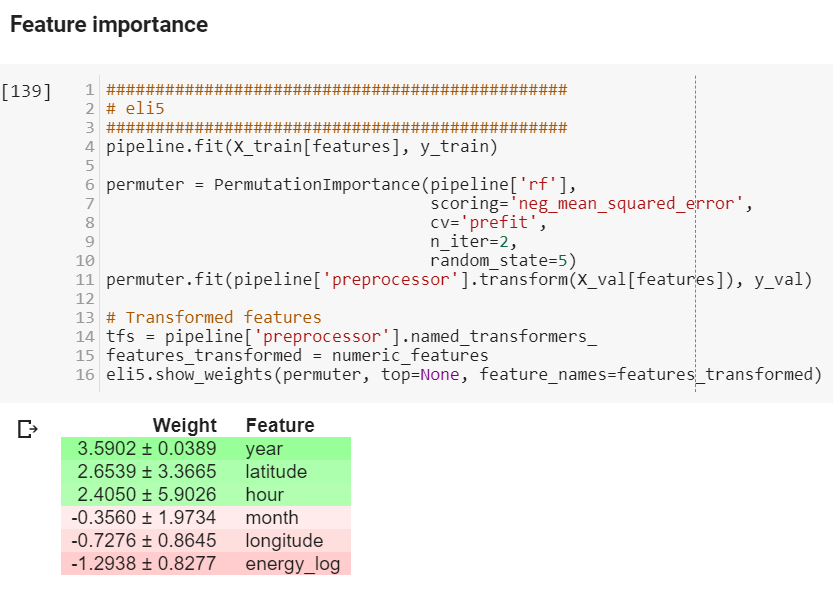 Feature importance
[139]
1 ###############################################
2 # eli5
3 ###############################################
4 pipeline.fit(X_train[features], y_train)
5
6 permuter = PermutationImportance(pipeline['rf'],
7                                  scoring='neg_mean_squared_error',
8                                  cv='prefit',
9                                  n_iter=2,
10                                  random_state=5)
11 permuter.fit(pipeline['preprocessor'].transform(X_val[features]), y_val)
12
13 # Transformed features
14 tfs = pipeline['preprocessor'].named_transformers_
15 features_transformed = numeric_features
16 eli5.show_weights(permuter, top=None, feature_names=features_transformed)
Weight Feature
3.5902 ± 0.0389 year
2.6539 ± 3.3665 latitude
2.4050 ± 5.9026 hour
-0.3560 ± 1.9734 month
-0.7276 ± 0.8645 longitude
-1.2938 ± 0.8277 energy_log